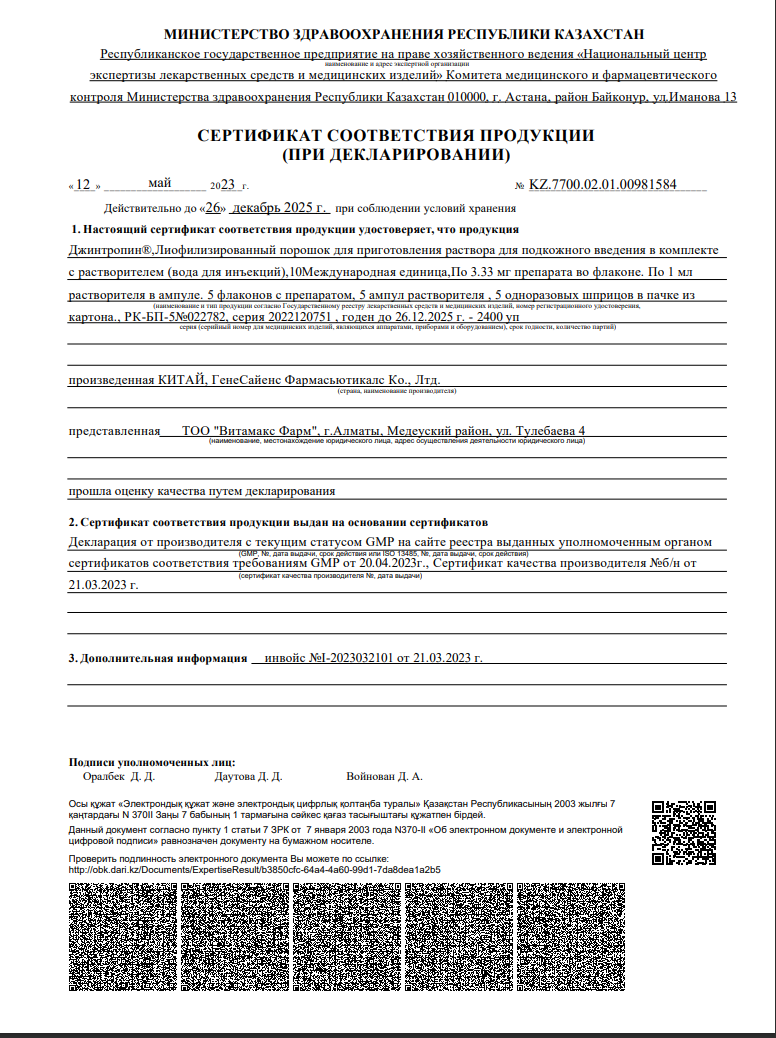 МИНИСТЕРСТВО ЗДРАВООХРАНЕНИЯ РЕСПУБЛИКИ КАЗАХСТАН
Республиканское государственное предприятие на праве хозяйственного ведения «Национальный центр
наименование и адрес экспертной организации
экспертизы лекарственных средств и медицинских изделий» Комитета медицинского и фармацевтического
контроля Министерства здравоохранения Республики Казахстан 010000, г. Астана, район Байконур, ул.Иманова 13
СЕРТИФИКАТ СООТВЕТСТВИЯ ПРОДУКЦИИ
(ПРИ ДЕКЛАРИРОВАНИИ)
«12» май 2023 г. № KZ.7700.02.01.00981584
Действительно до «26» декабрь 2025 г. при соблюдении условий хранения
1. Настоящий сертификат соответствия продукции удостоверяет, что продукция
Джинтропин®,Лиофилизированный порошок для приготовления раствора для подкожного введения в комплекте
с растворителем (вода для инъекций),10Международная единица,По 3.33 мг препарата во флаконе. По 1 мл
растворителя в ампуле. 5 флаконов с препаратом, 5 ампул растворителя , 5 одноразовых шприцов в пачке из
(наименование и тип продукции согласно Государственному реестру лекарственных средств и медицинских изделий, номер регистрационного удостоверения,
картона., РК-БП-5№022782, серия 2022120751 , годен до 26.12.2025 г. - 2400 уп
серия (серийный номер для медицинских изделий, являющихся аппаратами, приборами и оборудованием), срок годности, количество партий)
произведенная КИТАЙ, ГенеСайенс Фармасьютикалс Ко., Лтд.
(страна, наименование производителя)
представленная ТОО "Витамакс Фарм", г.Алматы, Медеуский район, ул. Тулебаева 4
(наименование, местонахождение юридического лица, адрес осуществления деятельности юридического лица)
прошла оценку качества путем декларирования
2. Сертификат соответствия продукции выдан на основании сертификатов
Декларация от производителя с текущим статусом GMP на сайте реестра выданных уполномоченным органом
(GMP, №, дата выдачи, срок действия или ISO 13485, №, дата выдачи, срок действия)
сертификатов соответствия требованиям GMP от 20.04.2023г., Сертификат качества производителя №б/н от
(сертификат качества производителя №, дата выдачи)
21.03.2023 г.
3. Дополнительная информация инвойс №I-2023032101 от 21.03.2023 г.
Подписи уполномоченных лиц:
Оралбек Д. Д. Даутова Д. Д. Войнован Д. А.
Осы құжат «Электрондық құжат және электрондық цифрлық қолтаңба туралы» Қазақстан Республикасының 2003 жылғы 7
қаңтардағы N 370II Заңы 7 бабының 1 тармағына сәйкес қағаз тасығыштағы құжатпен бірдей.
Данный документ согласно пункту 1 статьи 7 ЗРК от 7 января 2003 года N370-II «Об электронном документе и электронной
цифровой подписи» равнозначен документу на бумажном носителе.
Проверить подлинность электронного документа Вы можете по ссылке:
http://obk.dari.kz/Documents/ExpertiseResult/b3850cfc-64a4-4a60-99d1-7da8dea1a2b5